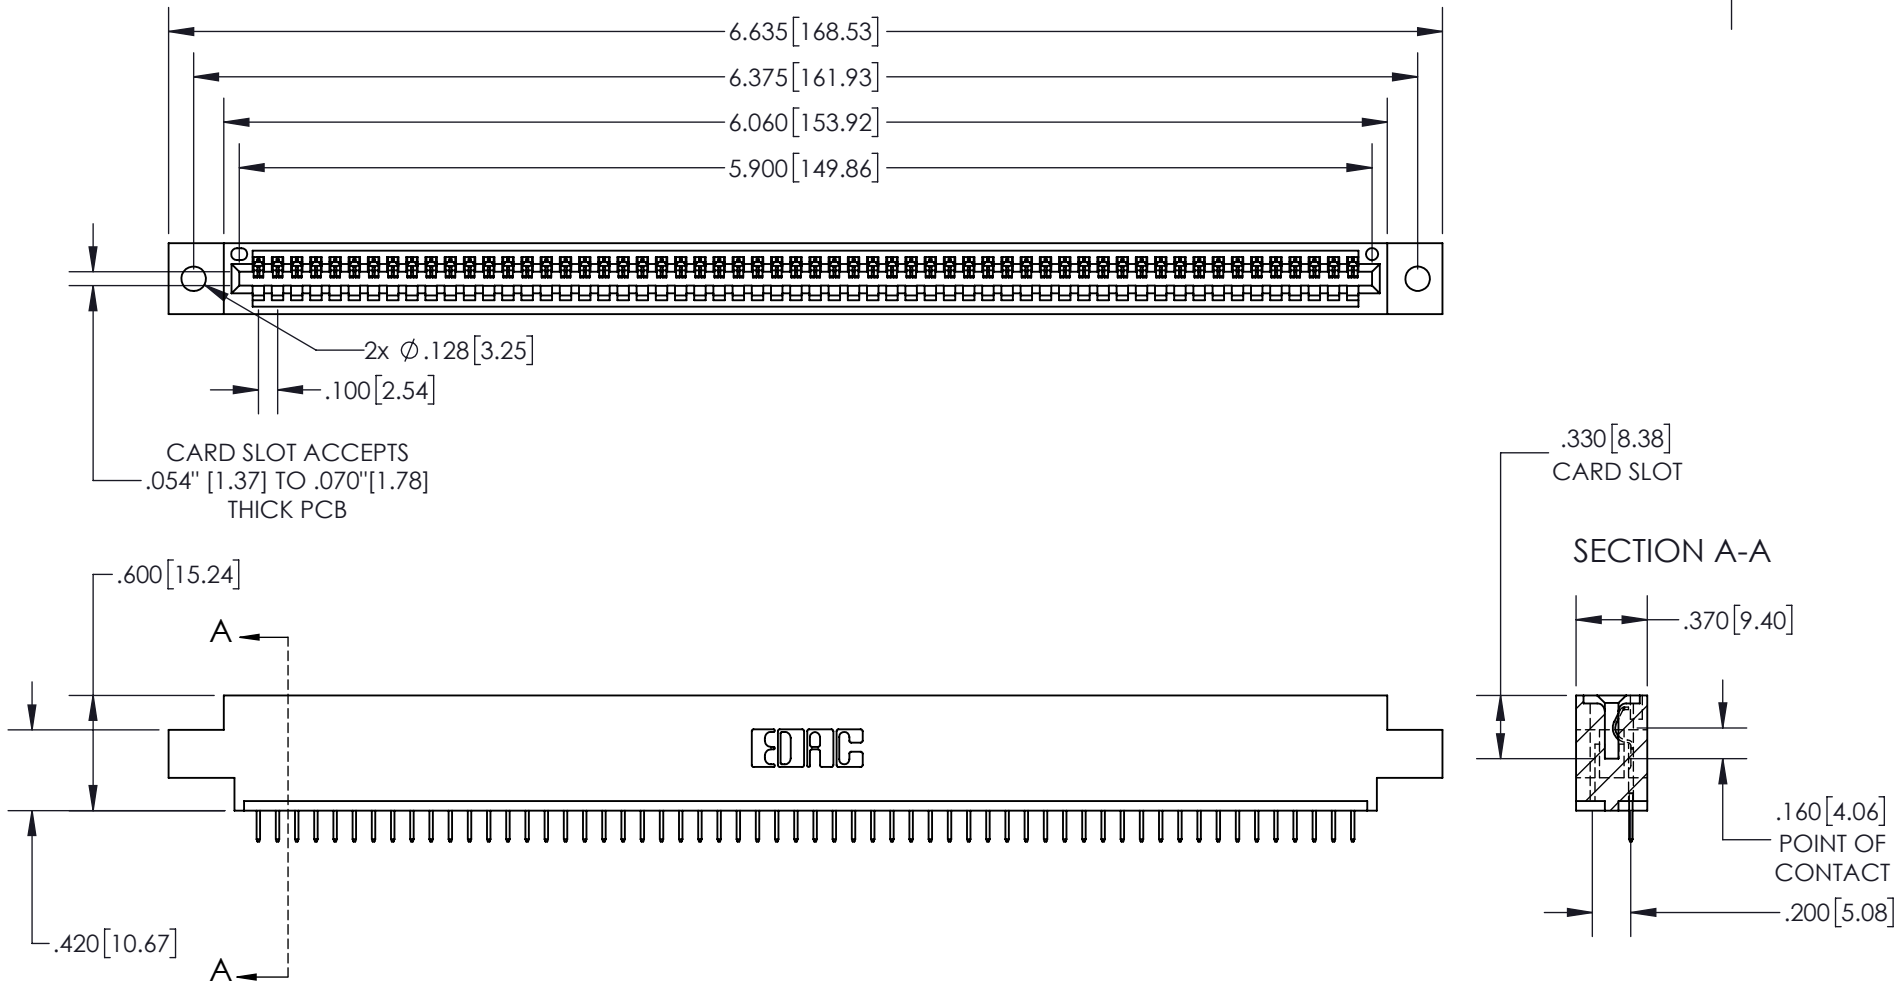 6.635[168.53]
6.375[161.93]
6.060[153.92]
5.900[149.86]
2x Ø.128[3.25]
.100[2.54]
CARD SLOT ACCEPTS
.054" [1.37] TO .070"[1.78]
THICK PCB
.330[8.38]
CARD SLOT
SECTION A-A
.600[15.24]
.370[9.40]
A
EDAC
.160[4.06]
POINT OF
CONTACT
.200[5.08]
.420[10.67]
A